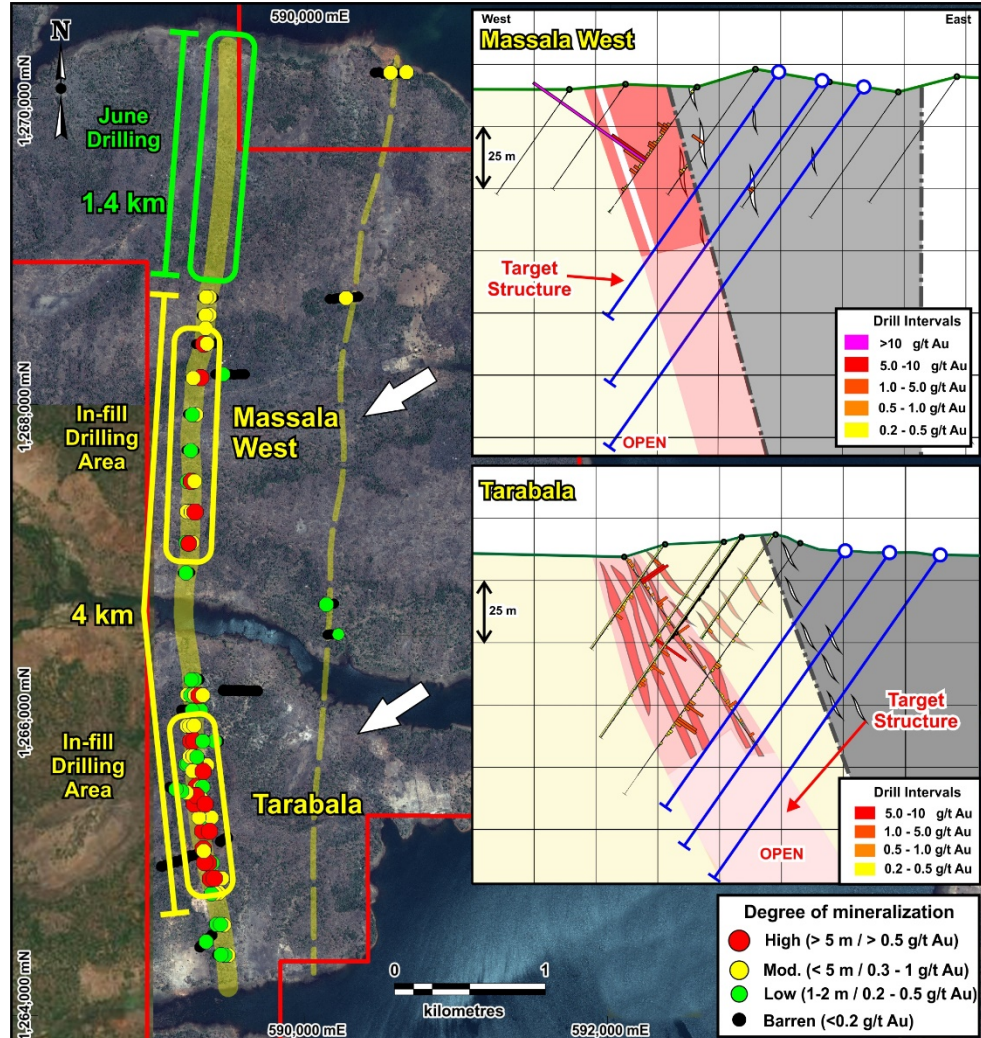 590,000 mE
N
1,270,000 mN
June
Drilling
1.4 km
1,268,000 mN
In-fill
Drilling
Area
Massala
West
4 km
1,266,000 mN
In-fill
Drilling
Area
Tarabala
1,264,000 mN
0 1
kilometres
590,000 mE
592,000 mE
West East
Massala West
25 m
Target
Structure
OPEN
Drill Intervals
>10 g/t Au
5.0 -10 g/t Au
1.0 - 5.0 g/t Au
0.5 - 1.0 g/t Au
0.2 - 0.5 g/t Au
Tarabala
25 m
Target
Structure
OPEN
Drill Intervals
5.0 -10 g/t Au
1.0 - 5.0 g/t Au
0.5 - 1.0 g/t Au
0.2 - 0.5 g/t Au
Degree of mineralization
High (> 5 m / > 0.5 g/t Au)
Mod. (< 5 m / 0.3 - 1 g/t Au)
Low (1-2 m / 0.2 - 0.5 g/t Au)
Barren (<0.2 g/t Au)